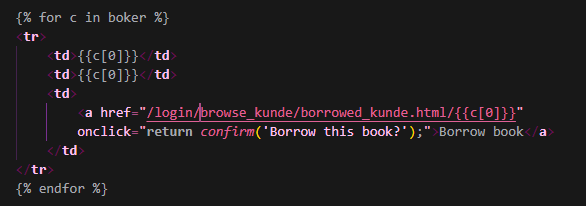 {% for c in boker %}
<tr>
<td>{{c[0]}}</td>
<td>{{c[0]}}</td>
<td>
<a href="/login/browse_kunde/borrowed_kunde.html/{{c[0]}}"
onclick="return confirm('Borrow this book?');">Borrow book</a>
</td>
</tr>
{% endfor %}